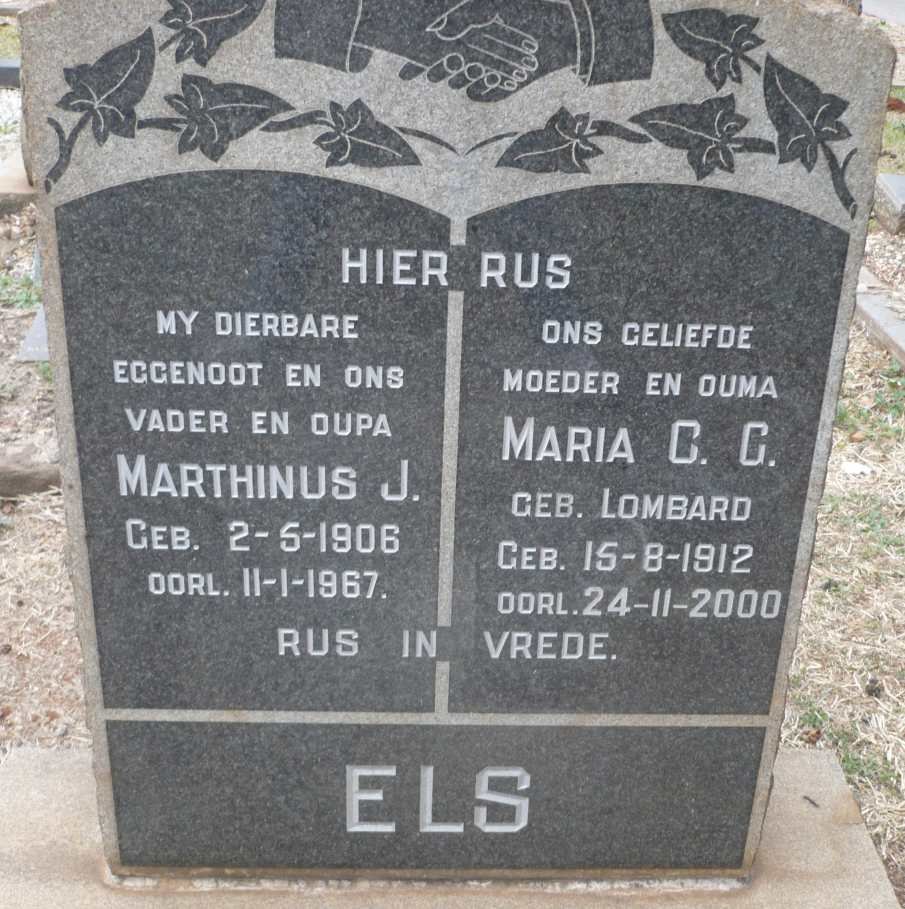 HIER RUS
MY DIERBARE
EGGENOOT EN ONS
VADER EN OUPA
MARTHINUS J.
GEB. 2-5-1906
OORL. 11-1-1967.
ONS GELIEFDE
MOEDER EN OUMA
MARIA C. G.
GEB. LOMBARD
GEB. 15-8-1912
OORL. 24-11-2000
RUS IN VREDE.
ELS